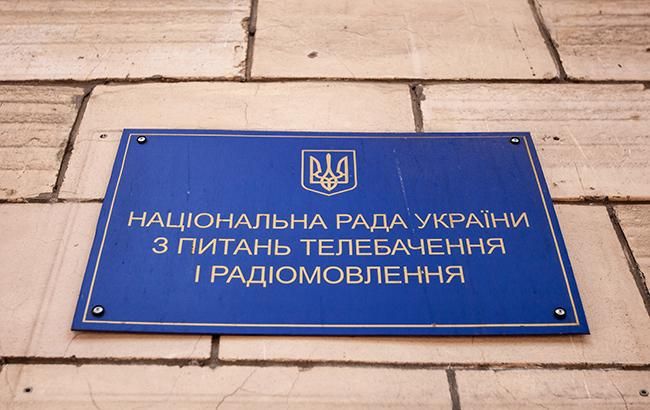 НАЦІОНАЛЬНА РАДА УКРАЇНИ
З ПИТАНЬ ТЕЛЕБАЧЕННЯ
І РАДІОМОВЛЕННЯ